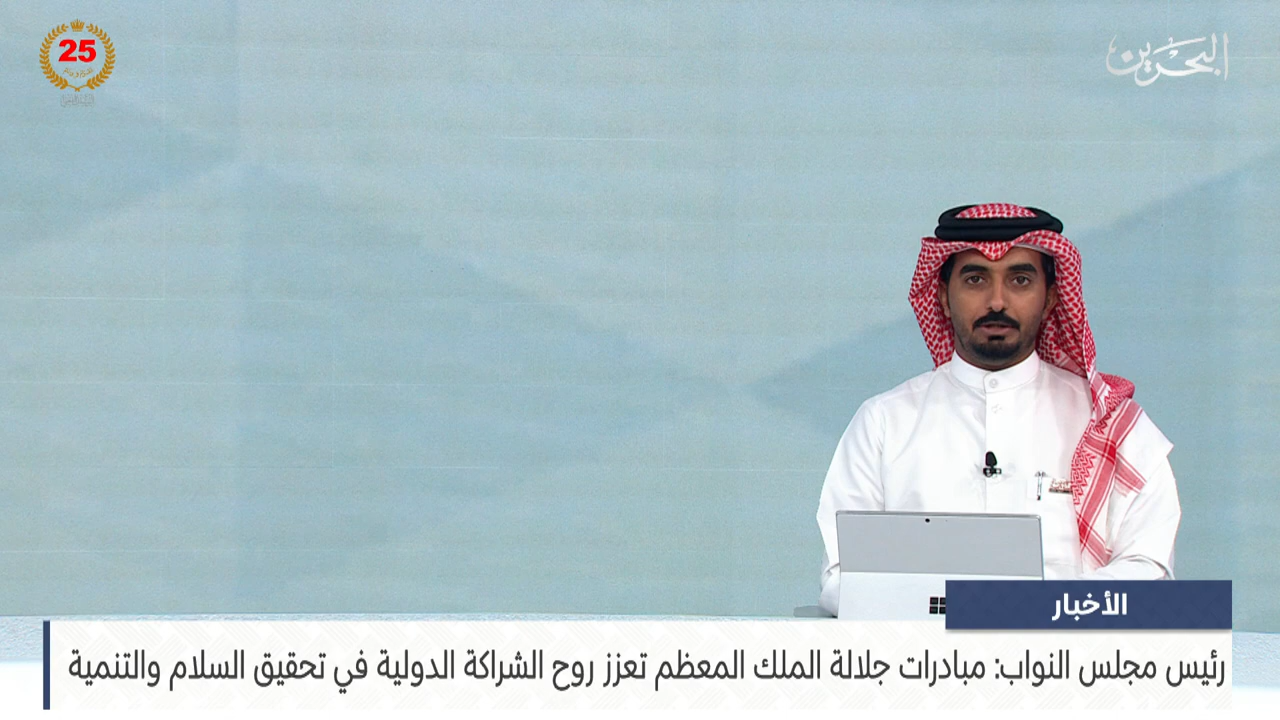 25
البحرين
الأخبار
رئيس مجلس النواب: مبادرات جلالة الملك المعظم تعزز روح الشراكة الدولية في تحقيق السلام والتنمية